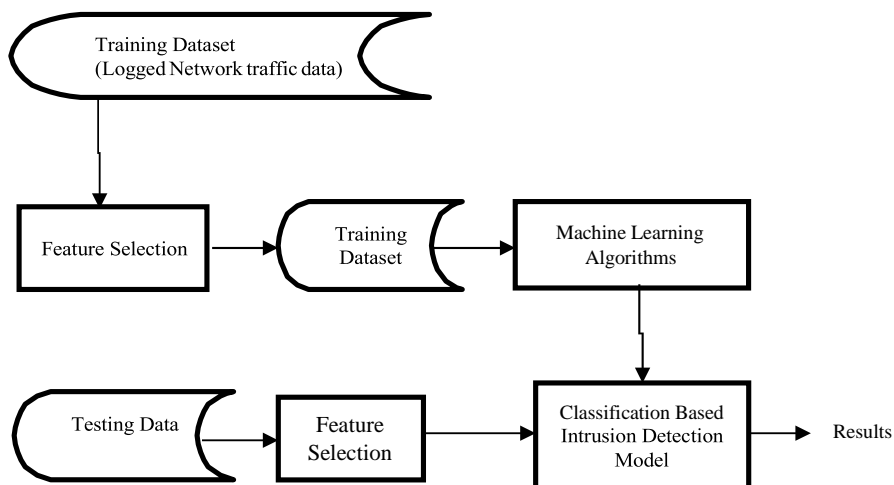 Training Dataset
(Logged Network traffic data)
Feature Selection
Training
Dataset
Machine Learning
Algorithms
Testing Data
Feature
Selection
Classification Based
Intrusion Detection
Model
Results